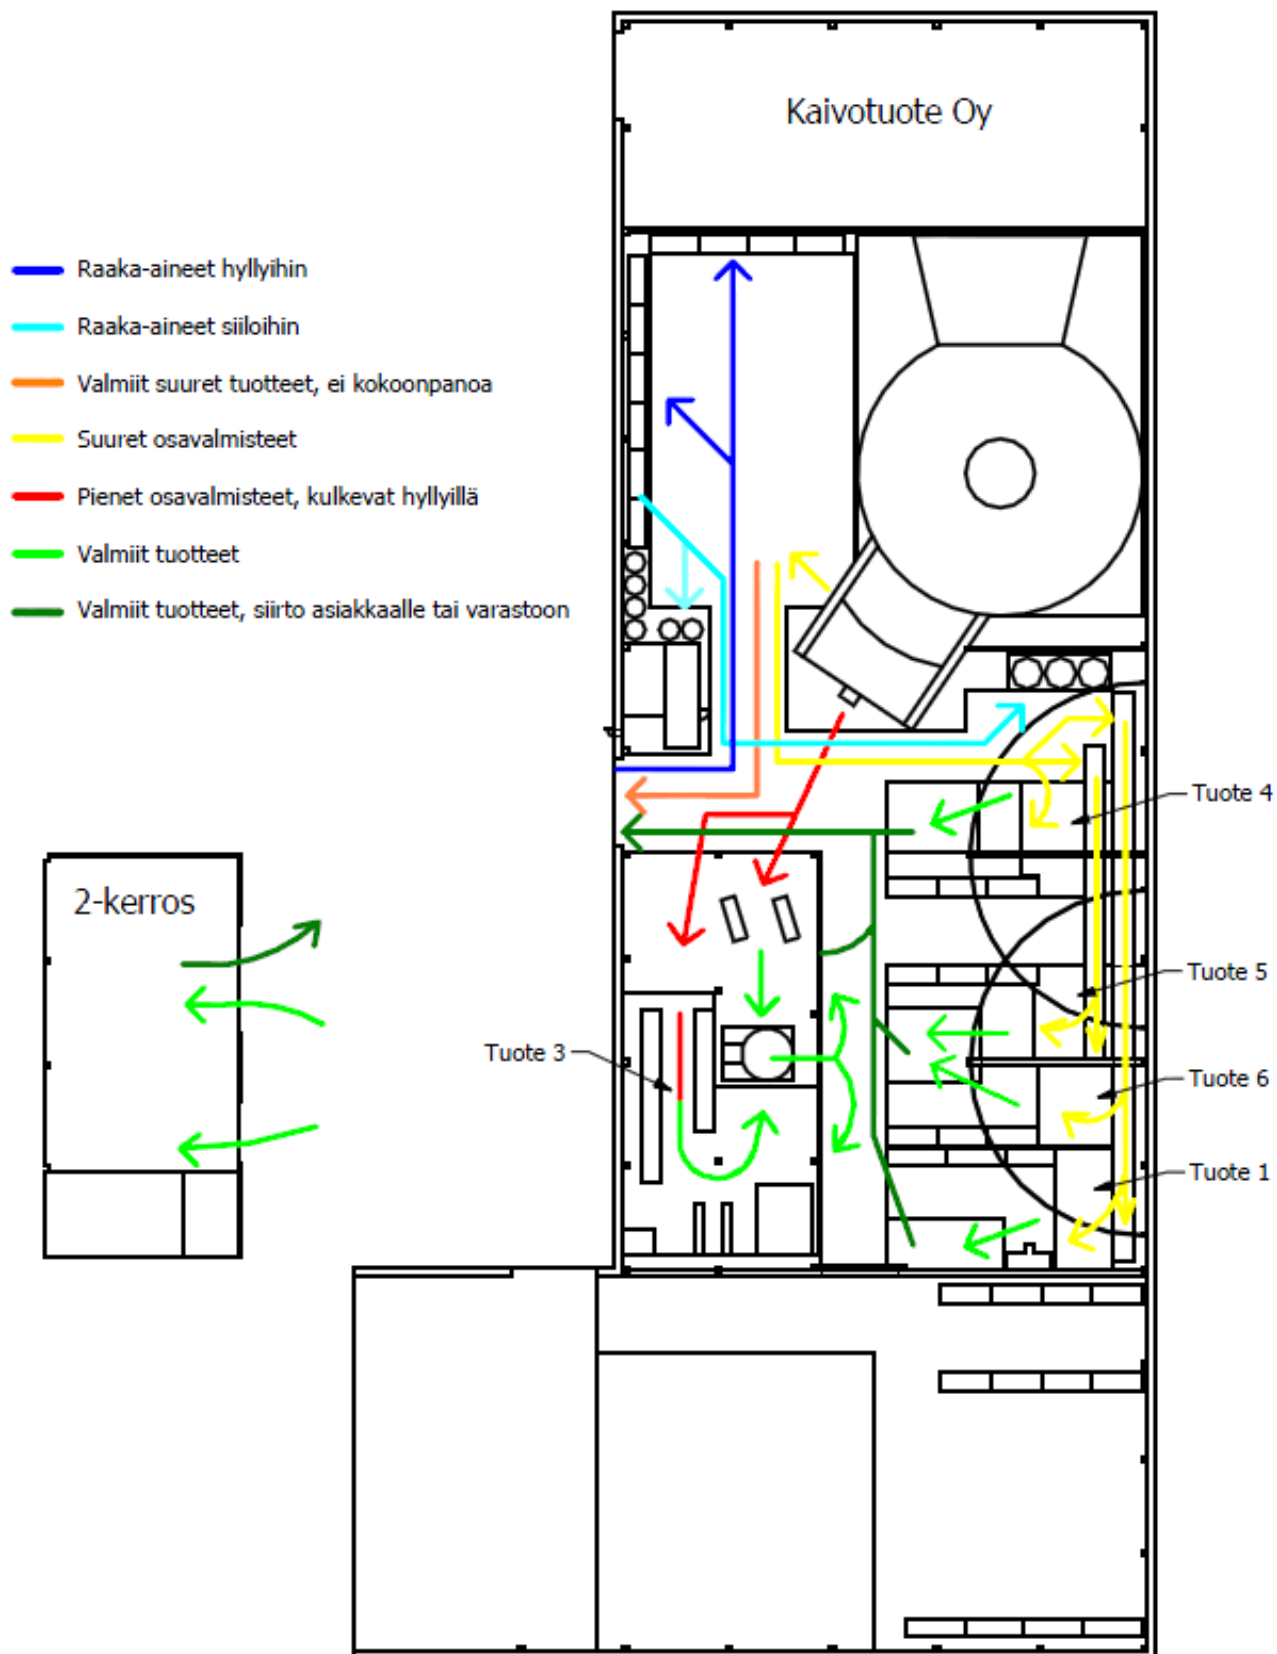 Kaivotuote Oy
Raaka-aineet hyllyihin
Raaka-aineet siiloihin
Valmiit suuret tuotteet, ei kokoonpanoa
Suuret osavalmisteet
Pienet osavalmisteet, kulkevat hyllyillä
Valmiit tuotteet
Valmiit tuotteet, siirto asiakkaalle tai varastoon
Tuote 4
2-kerros
Tuote 5
Tuote 3
Tuote 6
Tuote 1